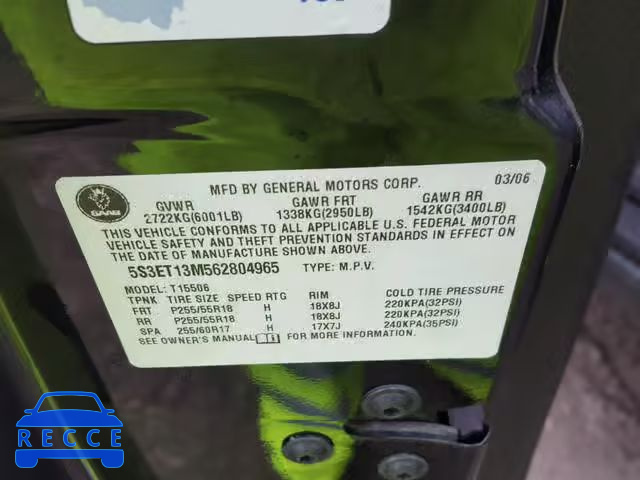 MFD BY GENERAL MOTORS CORP. 03/06
SAAB
GVWR GAWR FRT GAWR RR
2722KG(6001LB) 1338KG(2950LB) 1542KG(3400LB)
THIS VEHICLE CONFORMS TO ALL APPLICABLE U.S. FEDERAL MOTOR
VEHICLE SAFETY AND THEFT PREVENTION STANDARDS IN EFFECT ON
THE DATE OF MANUFACTURE SHOWN ABOVE.
5S3ET13M562804965 TYPE: M.P.V.
MODEL: T15506
TPNK TIRE SIZE SPEED RTG RIM COLD TIRE PRESSURE
FRT P255/55R18 H 18X8J 220KPA(32PSI)
RR P255/55R18 H 18X8J 220KPA(32PSI)
SPA 255/60R17 H 17X7J 240KPA(35PSI)
SEE OWNER'S MANUAL FOR MORE INFORMATION.
RECCE